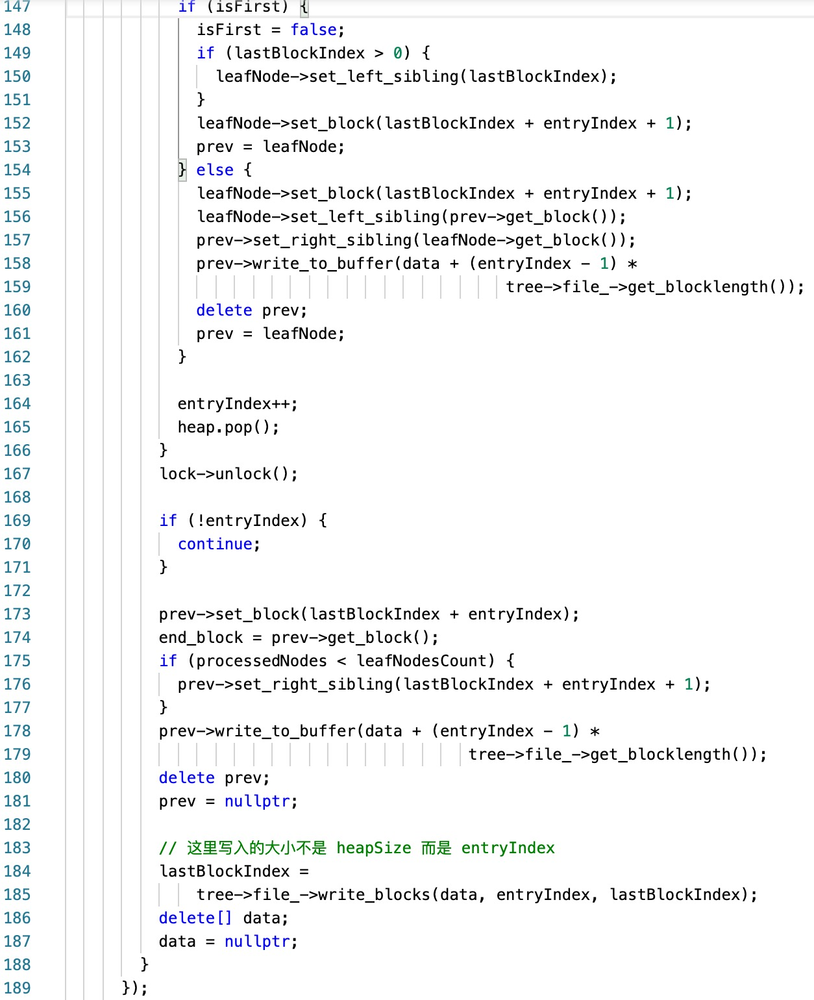 147 if (isFirst) {
148 isFirst = false;
149 if (lastBlockIndex > 0) {
150 leafNode->set_left_sibling(lastBlockIndex);
151 }
152 leafNode->set_block(lastBlockIndex + entryIndex + 1);
153 prev = leafNode;
154 } else {
155 leafNode->set_block(lastBlockIndex + entryIndex + 1);
156 leafNode->set_left_sibling(prev->get_block());
157 prev->set_right_sibling(leafNode->get_block());
158 prev->write_to_buffer(data + (entryIndex - 1) *
159 tree->file_->get_blocklength());
160 delete prev;
161 prev = leafNode;
162 }
163
164 entryIndex++;
165 heap.pop();
166 }
167 lock->unlock();
168
169 if (!entryIndex) {
170 continue;
171 }
172
173 prev->set_block(lastBlockIndex + entryIndex);
174 end_block = prev->get_block();
175 if (processedNodes < leafNodesCount) {
176 prev->set_right_sibling(lastBlockIndex + entryIndex + 1);
177 }
178 prev->write_to_buffer(data + (entryIndex - 1) *
179 tree->file_->get_blocklength());
180 delete prev;
181 prev = nullptr;
182
183 // 这里写入的大小不是 heapSize 而是 entryIndex
184 lastBlockIndex =
185 tree->file_->write_blocks(data, entryIndex, lastBlockIndex);
186 delete[] data;
187 data = nullptr;
188 }
189 });